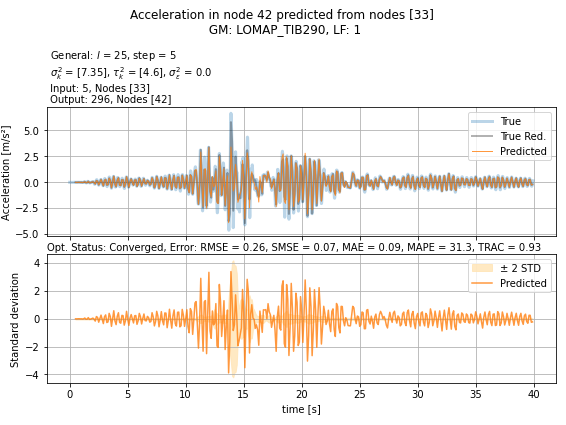 Acceleration in node 42 predicted from nodes [33]
GM: LOMAP_TIB290, LF: 1
General: l = 25, step = 5
σ²ₖ = [7.35], τ²ₖ = [4.6], σ²ε = 0.0
Input: 5, Nodes [33]
Output: 296, Nodes [42]
Acceleration [m/s²]
5.0
2.5
0.0
−2.5
−5.0
True
True Red.
Predicted
Opt. Status: Converged, Error: RMSE = 0.26, SMSE = 0.07, MAE = 0.09, MAPE = 31.3, TRAC = 0.93
Standard deviation
4
2
0
−2
−4
± 2 STD
Predicted
0 5 10 15 20 25 30 35 40
time [s]